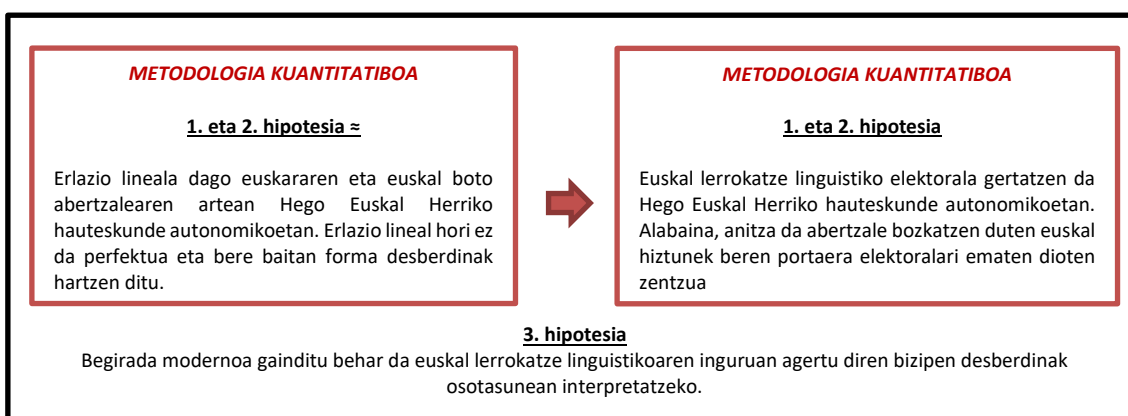 METODOLOGIA KUANTITATIBOA
1. eta 2. hipotesia ≈
Erlazio lineala dago euskararen eta euskal boto
abertzalearen artean Hego Euskal Herriko
hauteskunde autonomikoetan. Erlazio lineal hori ez
da perfektua eta bere baitan forma desberdinak
hartzen ditu.
METODOLOGIA KUANTITATIBOA
1. eta 2. hipotesia
Euskal lerrokatze linguistiko elektorala gertatzen da
Hego Euskal Herriko hauteskunde autonomikoetan.
Alabaina, anitza da abertzale bozkatzen duten euskal
hiztunek beren portaera elektoralari ematen dioten
zentzua
3. hipotesia
Begirada modernoa gainditu behar da euskal lerrokatze linguistikoaren inguruan agertu diren bizipen desberdinak
osotasunean interpretatzeko.